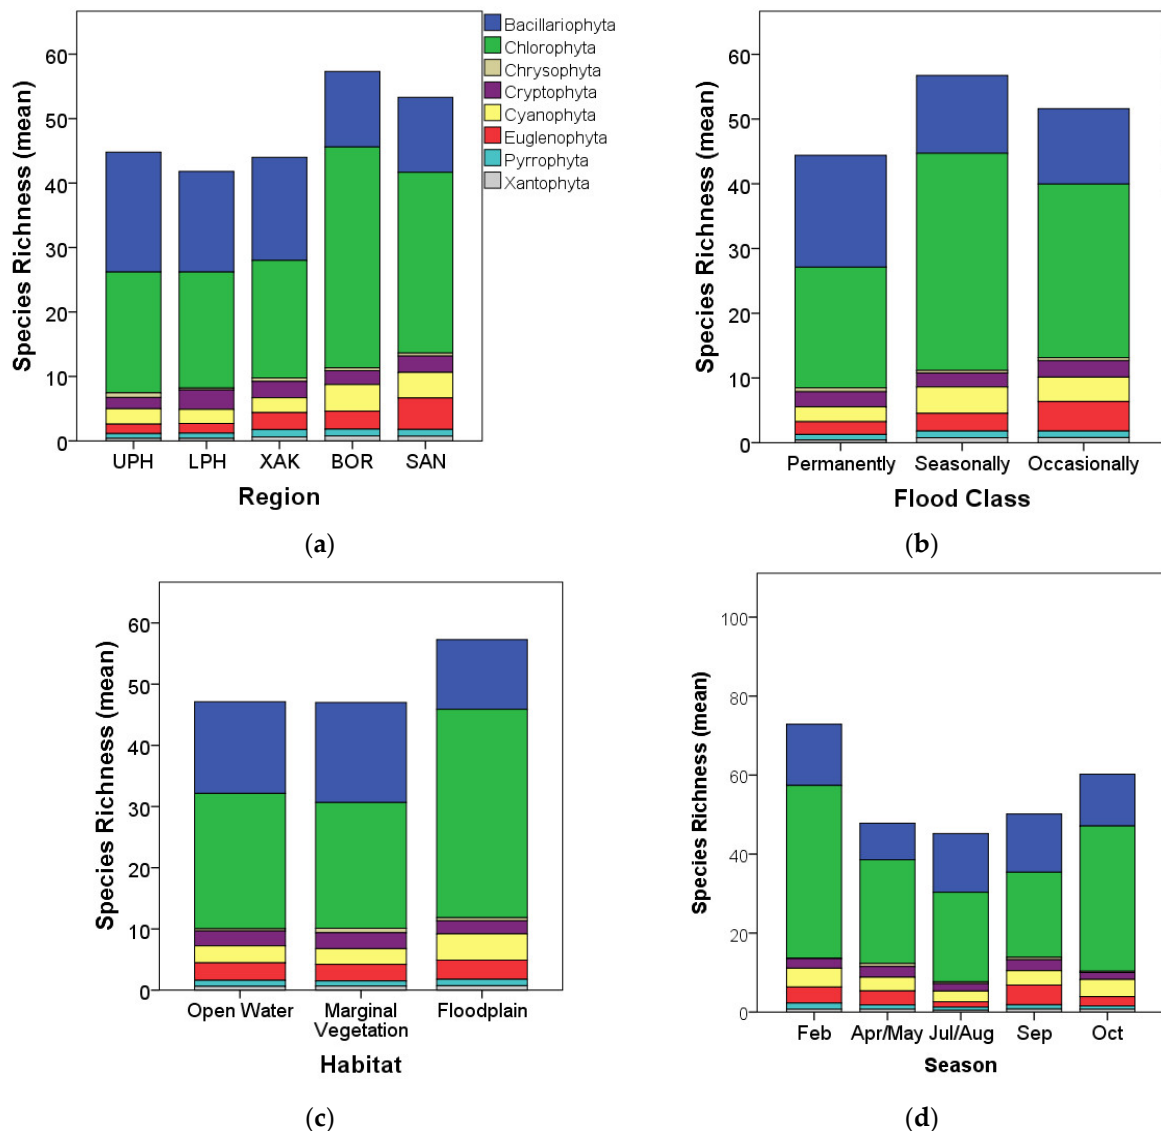 Bacillariophyta
Chlorophyta
Chrysophyta
Cryptophyta
Cyanophyta
Euglenophyta
Pyrrophyta
Xantophyta
Species Richness (mean)
60
50
40
30
20
10
0
UPH LPH XAK BOR SAN
Region
(a)
Species Richness (mean)
60
50
40
30
20
10
0
Permanently Seasonally Occasionally
Flood Class
(b)
Species Richness (mean)
60
50
40
30
20
10
0
Open Water Marginal Floodplain
Vegetation
Habitat
(c)
Species Richness (mean)
100
80
60
40
20
0
Feb Apr/May Jul/Aug Sep Oct
Season
(d)